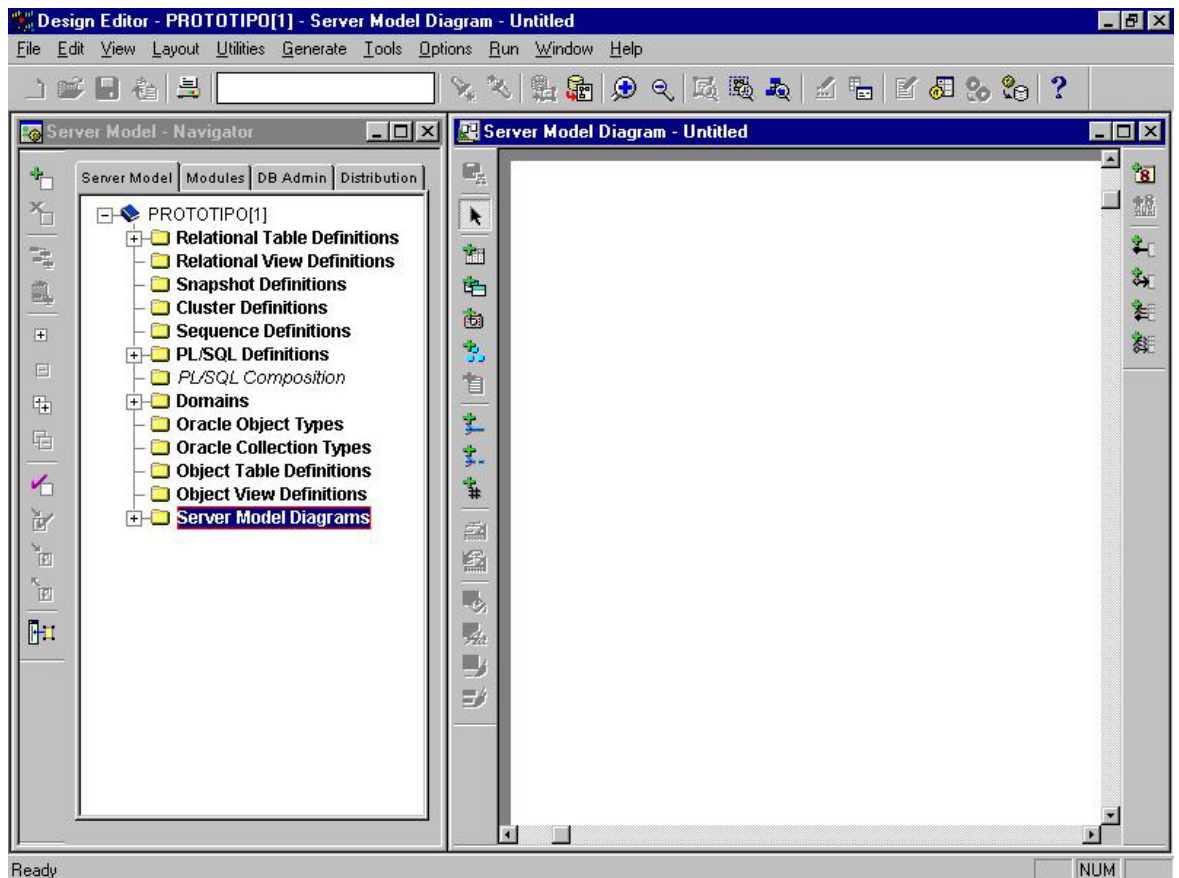 Design Editor - PROTOTIPO[1] - Server Model Diagram - Untitled
File Edit View Layout Utilities Generate Tools Options Run Window Help
Server Model - Navigator
Server Model Diagram - Untitled
Server Model Modules DB Admin Distribution
PROTOTIPO[1]
Relational Table Definitions
Relational View Definitions
Snapshot Definitions
Cluster Definitions
Sequence Definitions
PL/SQL Definitions
PL/SQL Composition
Domains
Oracle Object Types
Oracle Collection Types
Object Table Definitions
Object View Definitions
Server Model Diagrams
Ready
NUM